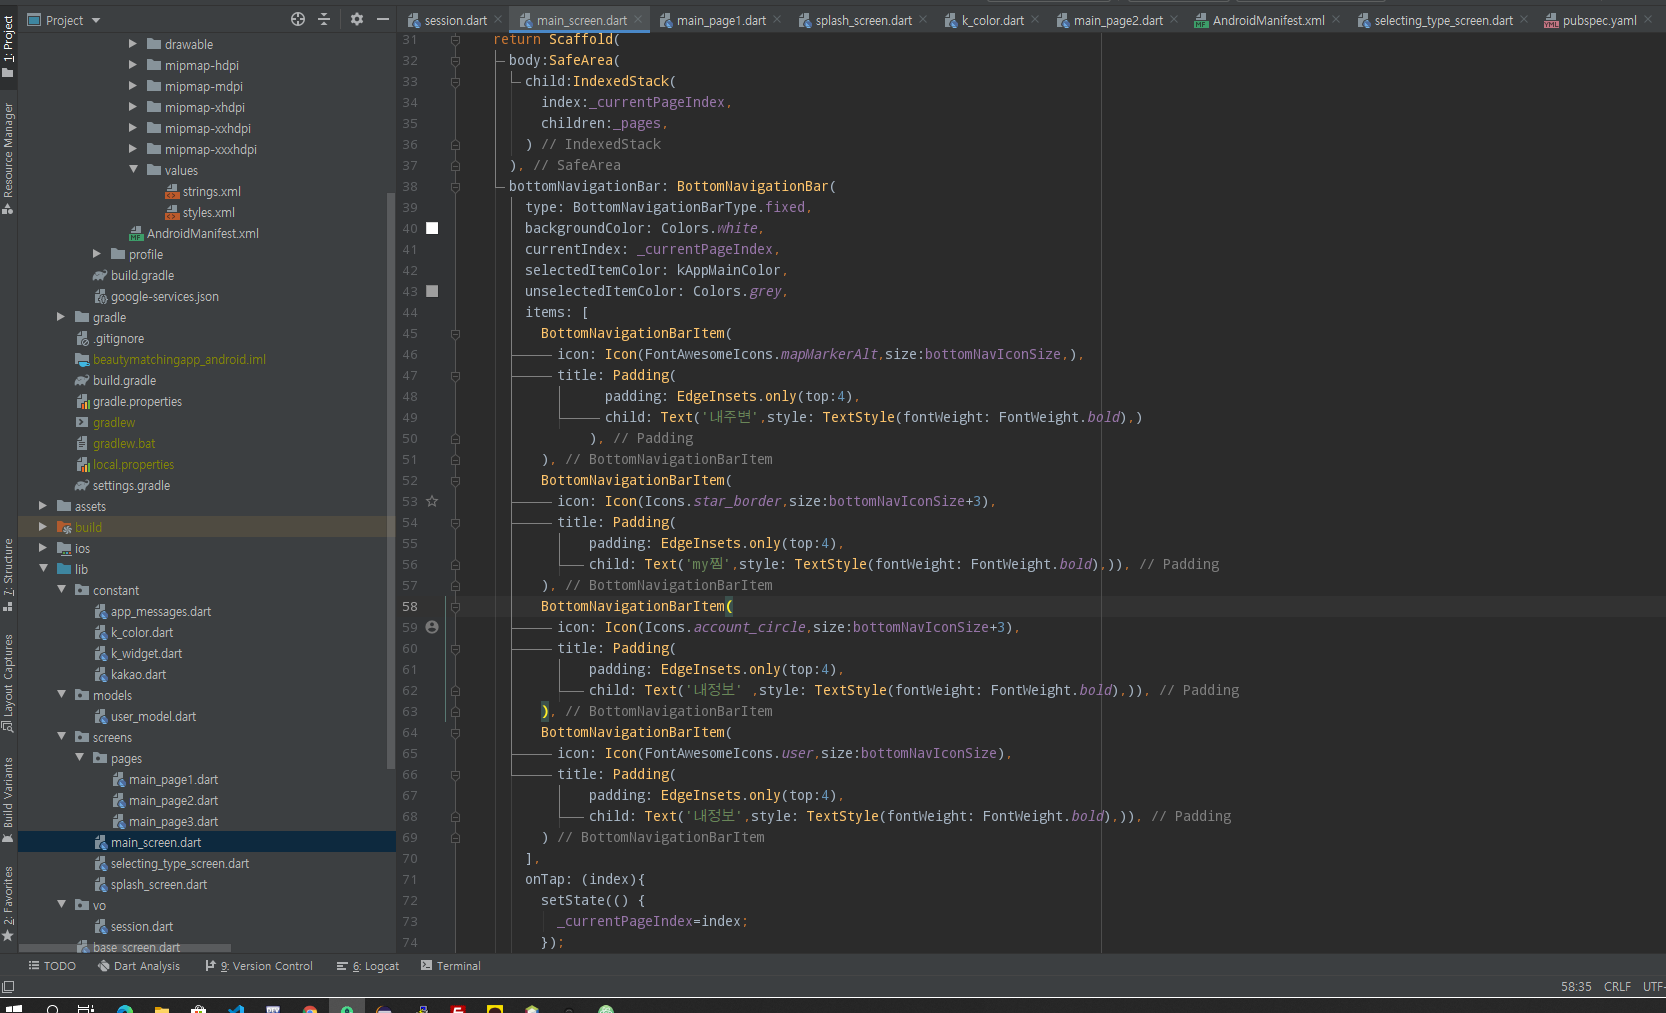 Project
session.dart
main_screen.dart
main_page1.dart
splash_screen.dart
k_color.dart
main_page2.dart
AndroidManifest.xml
selecting_type_screen.dart
pubspec.yaml
1: Project
Resource Manager
7: Structure
Layout Captures
Build Variants
2: Favorites
drawable
mipmap-hdpi
mipmap-mdpi
mipmap-xhdpi
mipmap-xxhdpi
mipmap-xxxhdpi
values
strings.xml
styles.xml
AndroidManifest.xml
profile
build.gradle
google-services.json
gradle
.gitignore
beautymatchingapp_android.iml
build.gradle
gradle.properties
gradlew
gradlew.bat
local.properties
settings.gradle
assets
build
ios
lib
constant
app_messages.dart
k_color.dart
k_widget.dart
kakao.dart
models
user_model.dart
screens
pages
main_page1.dart
main_page2.dart
main_page3.dart
main_screen.dart
selecting_type_screen.dart
splash_screen.dart
vo
session.dart
base_screen.dart
31 return Scaffold(
32 body:SafeArea(
33 child:IndexedStack(
34 index:_currentPageIndex,
35 children:_pages,
36 ) // IndexedStack
37 ), // SafeArea
38 bottomNavigationBar: BottomNavigationBar(
39 type: BottomNavigationBarType.fixed,
40 backgroundColor: Colors.white,
41 currentIndex: _currentPageIndex,
42 selectedItemColor: kAppMainColor,
43 unselectedItemColor: Colors.grey,
44 items: [
45 BottomNavigationBarItem(
46 icon: Icon(FontAwesomeIcons.mapMarkerAlt,size:bottomNavIconSize,),
47 title: Padding(
48 padding: EdgeInsets.only(top:4),
49 child: Text('내주변',style: TextStyle(fontWeight: FontWeight.bold),)
50 ), // Padding
51 ), // BottomNavigationBarItem
52 BottomNavigationBarItem(
53 icon: Icon(Icons.star_border,size:bottomNavIconSize+3),
54 title: Padding(
55 padding: EdgeInsets.only(top:4),
56 child: Text('my찜',style: TextStyle(fontWeight: FontWeight.bold),)), // Padding
57 ), // BottomNavigationBarItem
58 BottomNavigationBarItem(
59 icon: Icon(Icons.account_circle,size:bottomNavIconSize+3),
60 title: Padding(
61 padding: EdgeInsets.only(top:4),
62 child: Text('내정보' ,style: TextStyle(fontWeight: FontWeight.bold),)), // Padding
63 ), // BottomNavigationBarItem
64 BottomNavigationBarItem(
65 icon: Icon(FontAwesomeIcons.user,size:bottomNavIconSize),
66 title: Padding(
67 padding: EdgeInsets.only(top:4),
68 child: Text('내정보',style: TextStyle(fontWeight: FontWeight.bold),)), // Padding
69 ) // BottomNavigationBarItem
70 ],
71 onTap: (index){
72 setState(() {
73 _currentPageIndex=index;
74 });
TODO
Dart Analysis
9: Version Control
6: Logcat
Terminal
58:35
CRLF
UTF-